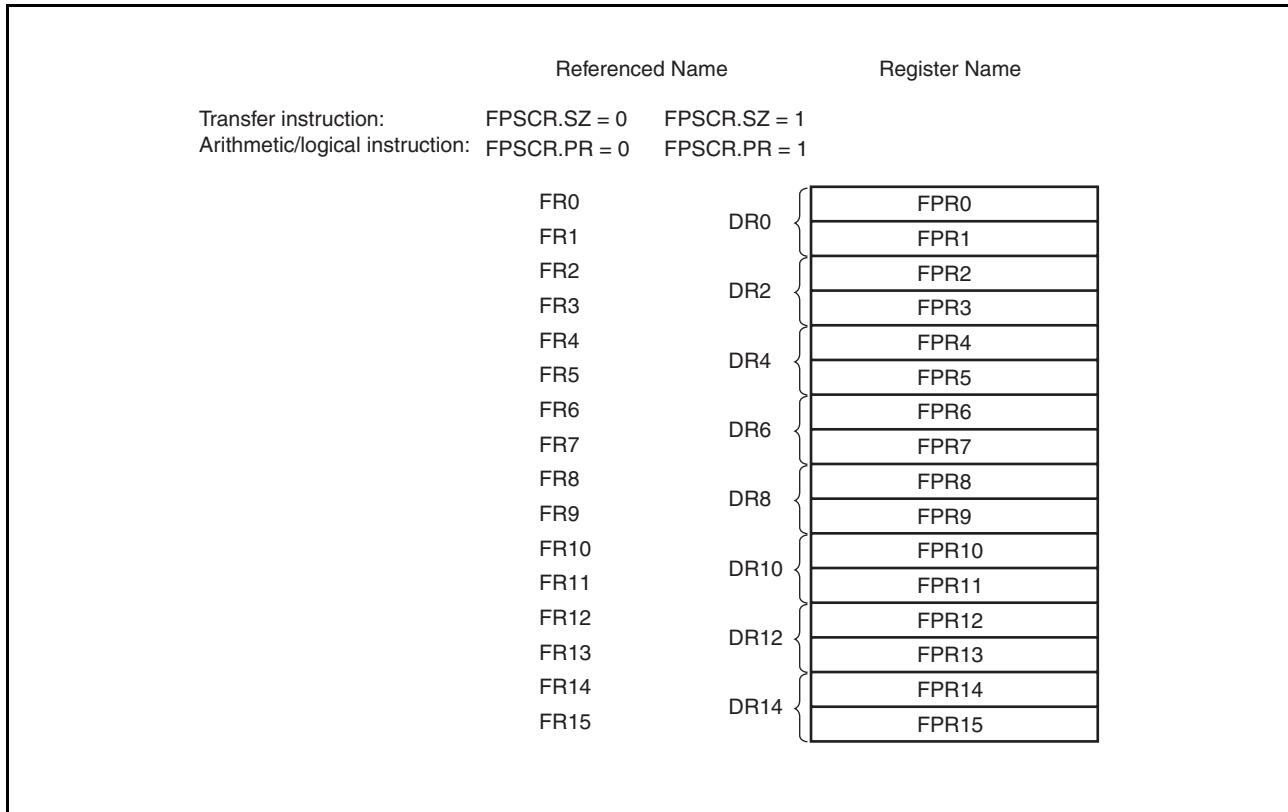 Referenced Name Register Name
Transfer instruction: FPSCR.SZ = 0 FPSCR.SZ = 1
Arithmetic/logical instruction: FPSCR.PR = 0 FPSCR.PR = 1
FR0 FPR0
DR0
FR1 FPR1
FR2 FPR2
DR2
FR3 FPR3
FR4 FPR4
DR4
FR5 FPR5
FR6 FPR6
DR6
FR7 FPR7
FR8 FPR8
DR8
FR9 FPR9
FR10 FPR10
DR10
FR11 FPR11
FR12 FPR12
DR12
FR13 FPR13
FR14 FPR14
DR14
FR15 FPR15